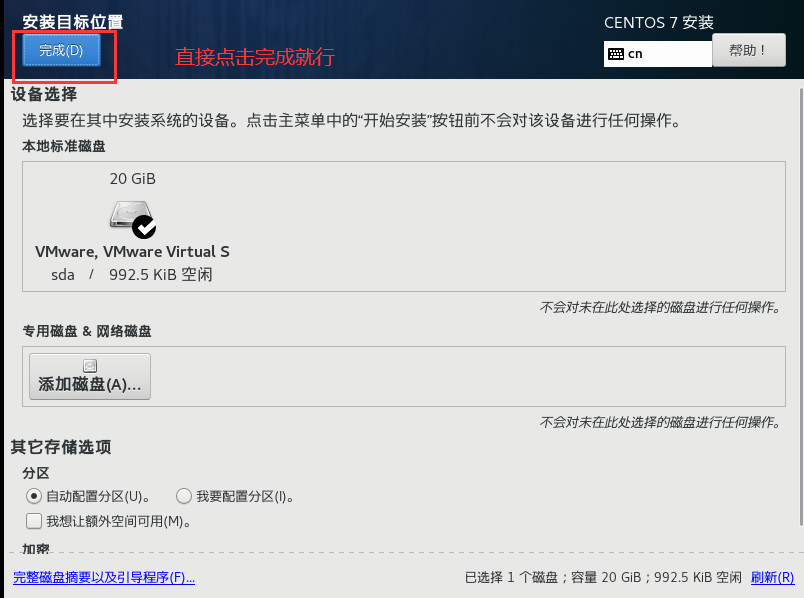 安装目标位置
CENTOS 7 安装
完成(D)
直接点击完成就行
cn
帮助！
设备选择
选择要在其中安装系统的设备。点击主菜单中的“开始安装”按钮前不会对该设备进行任何操作。
本地标准磁盘
20 GiB
VMware, VMware Virtual S
sda / 992.5 KiB 空闲
不会对未在此处选择的磁盘进行任何操作。
专用磁盘 & 网络磁盘
添加磁盘(A)...
不会对未在此处选择的磁盘进行任何操作。
其它存储选项
分区
自动配置分区(U)。 我要配置分区(I)。
我想让额外空间可用(M)。
加密
完整磁盘摘要以及引导程序(F)...
已选择 1 个磁盘；容量 20 GiB；992.5 KiB 空闲 刷新(R)